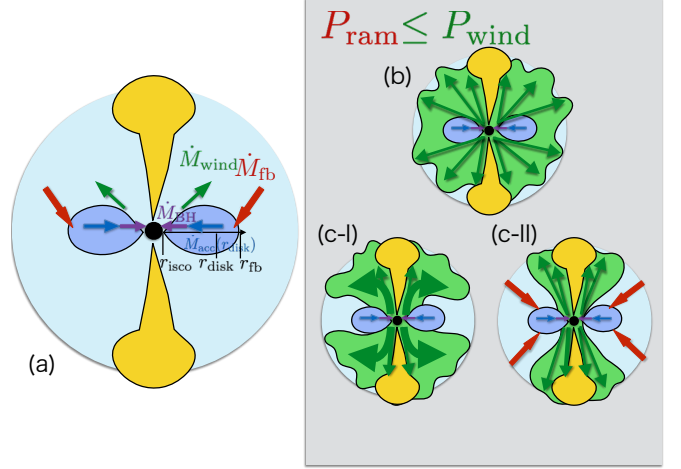 (a)
Ṁ_wind Ṁ_fb
Ṁ_BH
Ṁ_acc(r_disk)
r_isco r_disk r_fb
P_ram ≤ P_wind
(b)
(c-I)
(c-II)